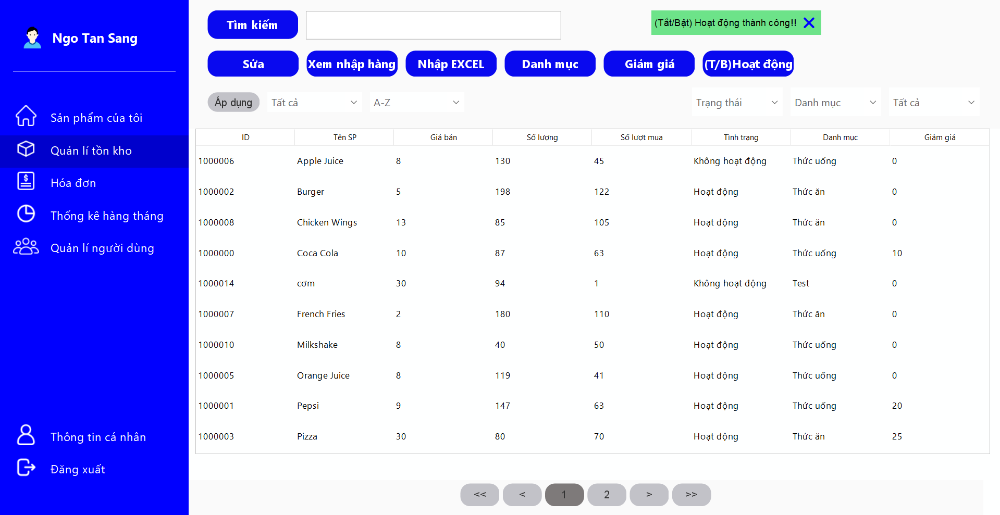 Ngo Tan Sang
Sản phẩm của tôi
Quản lí tồn kho
Hóa đơn
Thống kê hàng tháng
Quản lí người dùng
Thông tin cá nhân
Đăng xuất
Tìm kiếm
(Tắt/Bật) Hoạt động thành công!!
Sửa Xem nhập hàng Nhập EXCEL Danh mục Giảm giá (T/B)Hoạt động
Áp dụng Tất cả A-Z Trạng thái Danh mục Tất cả
ID Tên SP Giá bán Số lượng Số lượt mua Tình trạng Danh mục Giảm giá
1000006 Apple Juice 8 130 45 Không hoạt động Thức uống 0
1000002 Burger 5 198 122 Hoạt động Thức ăn 0
1000008 Chicken Wings 13 85 105 Hoạt động Thức ăn 0
1000000 Coca Cola 10 87 63 Hoạt động Thức uống 10
1000014 cơm 30 94 1 Không hoạt động Test 0
1000007 French Fries 2 180 110 Hoạt động Thức ăn 0
1000010 Milkshake 8 40 50 Hoạt động Thức uống 0
1000005 Orange Juice 8 119 41 Hoạt động Thức uống 0
1000001 Pepsi 9 147 63 Hoạt động Thức uống 20
1000003 Pizza 30 80 70 Hoạt động Thức ăn 25
<< < 1 2 > >>